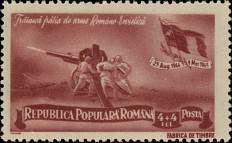 Trăiască frăția de arme Româno-Sovietică
23 Aug 1944
9 Mai 1945
REPUBLICA POPULARA ROMÂNA
4+4
LEI
POSTA
FABRICA DE TIMBRE